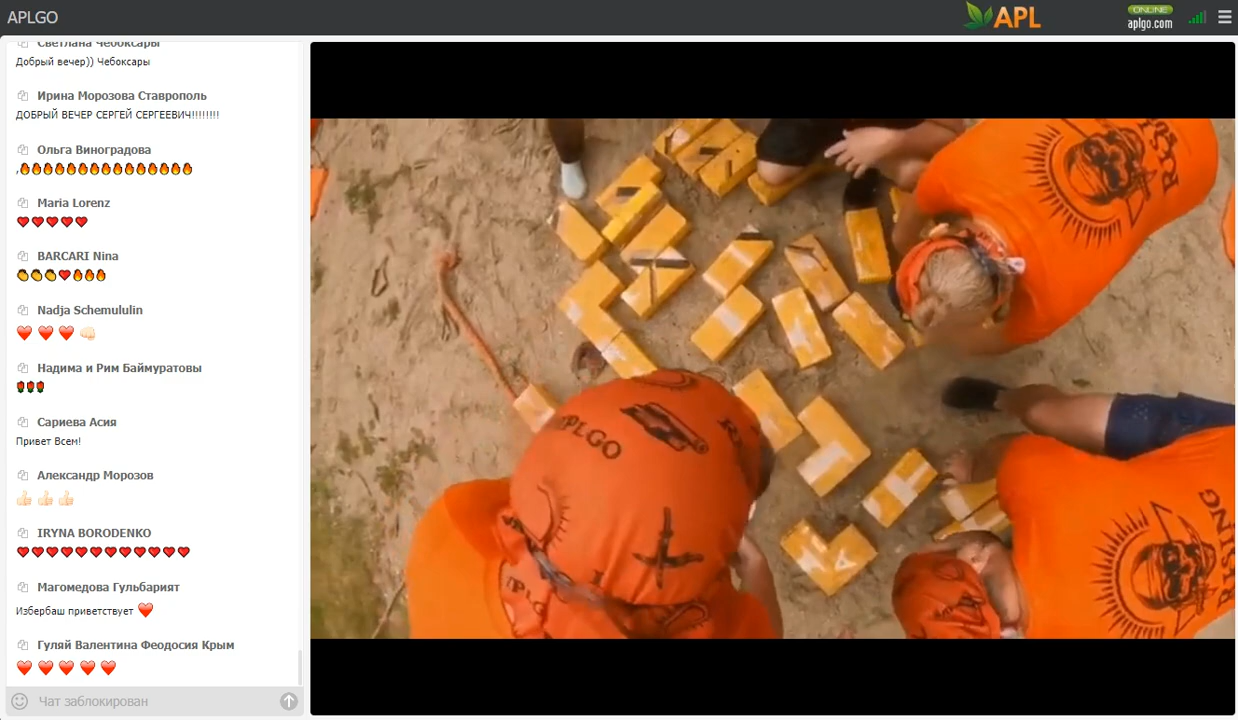 APLGO
APL
ONLINE
aplgo.com
Светлана Чебоксары
Добрый вечер)) Чебоксары
Ирина Морозова Ставрополь
ДОБРЫЙ ВЕЧЕР СЕРГЕЙ СЕРГЕЕВИЧ!!!!!!!!
Ольга Виноградова
,🔥🔥🔥🔥🔥🔥🔥🔥🔥🔥🔥🔥🔥🔥🔥
Maria Lorenz
❤❤❤❤❤
BARCARI Nina
👏👏👏❤🔥🔥🔥
Nadja Schemululin
❤️ ❤️ ❤️ 👊🏻
Надима и Рим Баймуратовы
🌹🌹🌹
Сариева Асия
Привет Всем!
Александр Морозов
👍🏻 👍🏻 👍🏻
IRYNA BORODENKO
❤❤❤❤❤❤❤❤❤❤❤❤
Магомедова Гульбарият
Избербаш приветствует ❤️
Гуляй Валентина Феодосия Крым
❤️ ❤️ ❤️ ❤️ ❤️
Чат заблокирован
APLGO